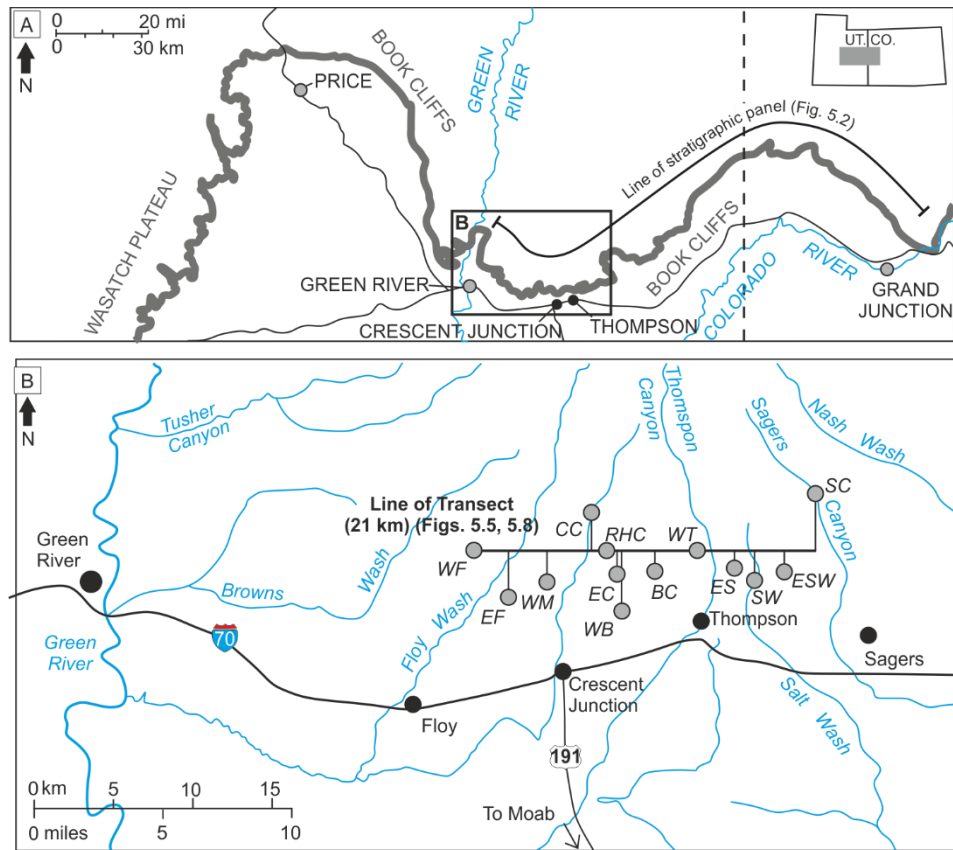 A
0 20 mi
0 30 km
N
PRICE
BOOK CLIFFS
GREEN
RIVER
UT. CO.
Line of stratigraphic panel (Fig. 5.2)
WASATCH PLATEAU
B
GREEN RIVER
CRESCENT JUNCTION
THOMPSON
BOOK CLIFFS
COLORADO
RIVER
GRAND
JUNCTION
B
N
Tusher
Canyon
Canyon
Thomspon
Sagers
Canyon
Nash Wash
Line of Transect
(21 km) (Figs. 5.5, 5.8)
SC
CC
RHC
WT
WF
EF
WM
EC
WB
BC
ES
SW
ESW
Green
River
Browns
Wash
Floy Wash
Thompson
Sagers
Green
River
70
Crescent
Junction
Floy
Salt Wash
191
To Moab
0 km 5 10 15
0 miles 5 10